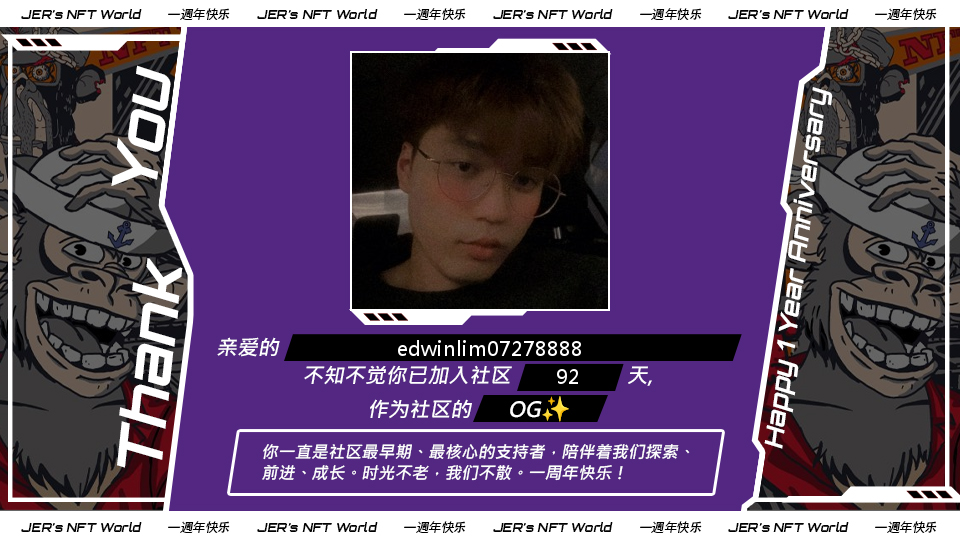 JER's NFT World 一週年快乐 JER's NFT World 一週年快乐 JER's NFT World 一週年快乐 JER's NFT World 一週年快乐
NFT
NFT
Thank You
Happy 1 Year Anniversary
亲爱的 edwinlim07278888
不知不觉你已加入社区 92 天,
作为社区的 OG✨
你一直是社区最早期、最核心的支持者，陪伴着我们探索、
前进、成长。时光不老，我们不散。一周年快乐！
JER's NFT World 一週年快乐 JER's NFT World 一週年快乐 JER's NFT World 一週年快乐 JER's NFT World 一週年快乐